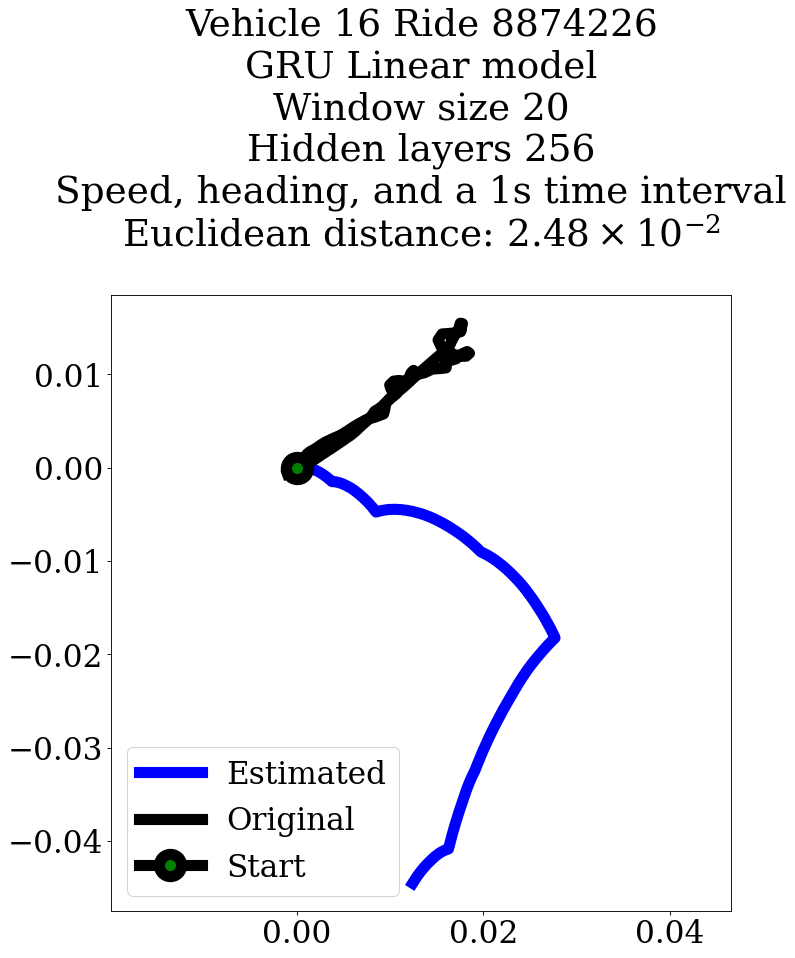 Vehicle 16 Ride 8874226
GRU Linear model
Window size 20
Hidden layers 256
Speed, heading, and a 1s time interval
Euclidean distance: 2.48 × 10⁻²
0.01
0.00
−0.01
−0.02
−0.03
−0.04
Estimated
Original
Start
0.00 0.02 0.04